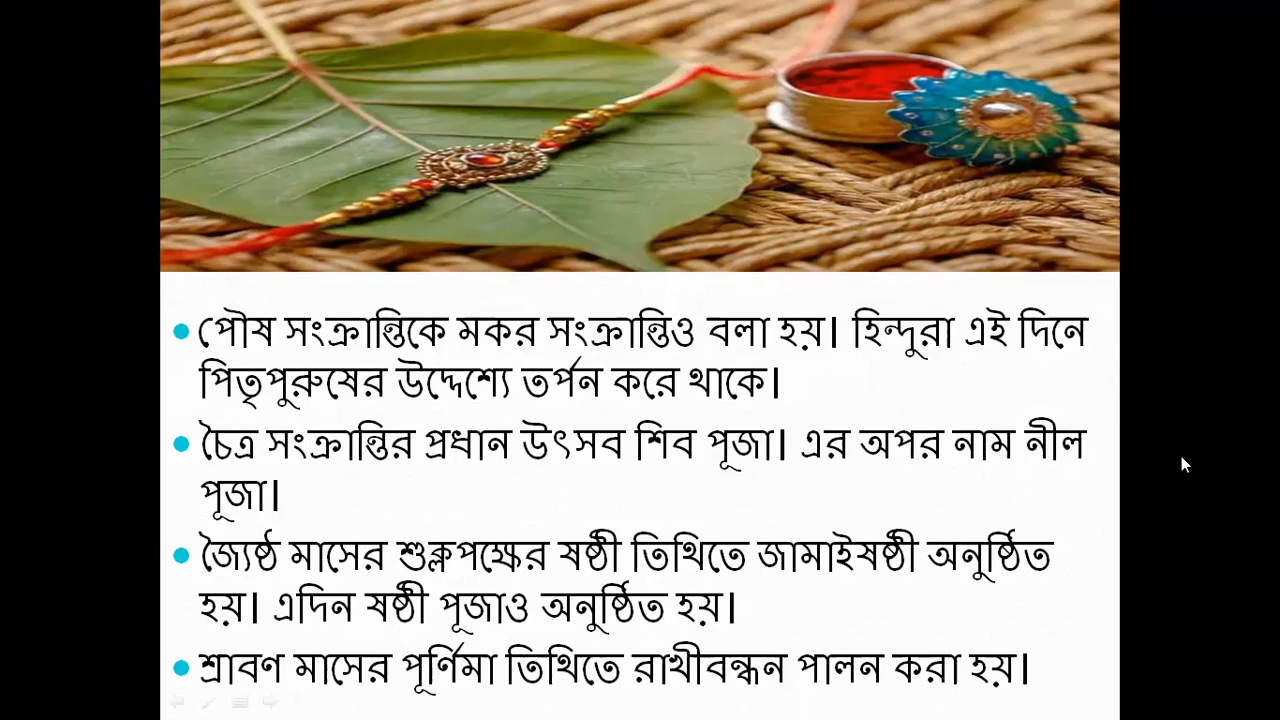 • পৌষ সংক্রান্তিকে মকর সংক্রান্তিও বলা হয়। হিন্দুরা এই দিনে
পিতৃপুরুষের উদ্দেশ্যে তর্পন করে থাকে।
• চৈত্র সংক্রান্তির প্রধান উৎসব শিব পূজা। এর অপর নাম নীল
পূজা।
• জ্যৈষ্ঠ মাসের শুক্লপক্ষের ষষ্ঠী তিথিতে জামাইষষ্ঠী অনুষ্ঠিত
হয়। এদিন ষষ্ঠী পূজাও অনুষ্ঠিত হয়।
• শ্রাবণ মাসের পূর্ণিমা তিথিতে রাখীবন্ধন পালন করা হয়।